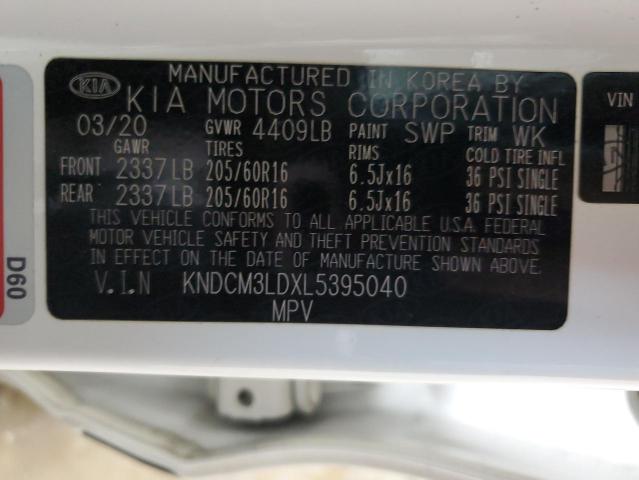 MANUFACTURED IN KOREA BY
KIA KIA MOTORS CORPORATION
03/20 GVWR 4409LB PAINT SWP TRIM WK
GAWR TIRES RIMS COLD TIRE INFL
FRONT 2337LB 205/60R16 6.5Jx16 36 PSI SINGLE
REAR 2337LB 205/60R16 6.5Jx16 36 PSI SINGLE
THIS VEHICLE CONFORMS TO ALL APPLICABLE U.S.A. FEDERAL
MOTOR VEHICLE SAFETY AND THEFT PREVENTION STANDARDS
IN EFFECT ON THE DATE OF MANUFACTURE SHOWN ABOVE.
V.I.N KNDCM3LDXL5395040
MPV
D60
VIN